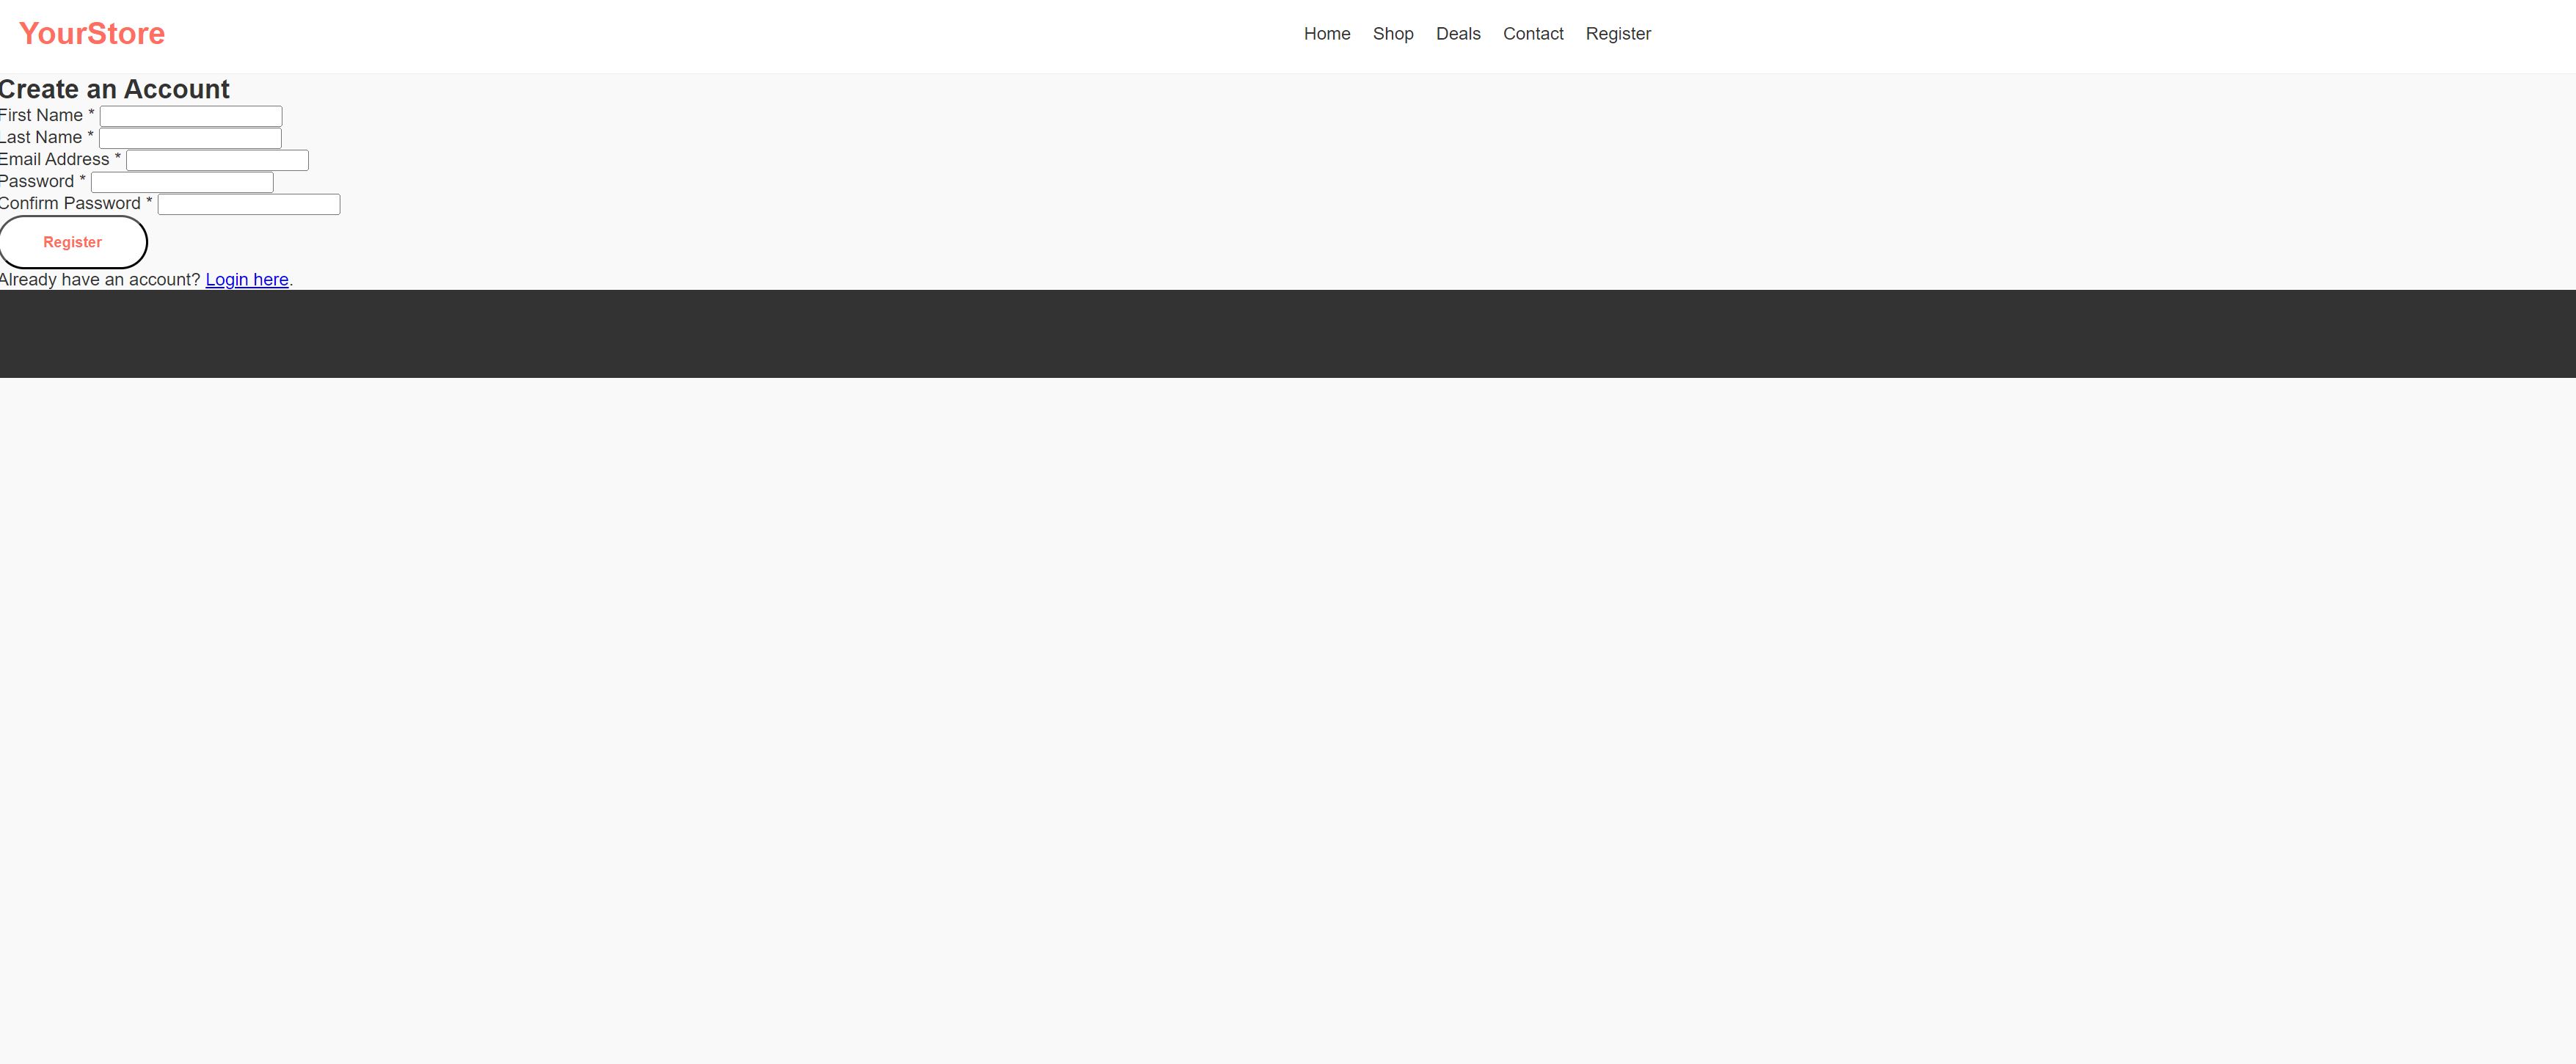 YourStore
Home Shop Deals Contact Register
Create an Account
First Name *
Last Name *
Email Address *
Password *
Confirm Password *
Register
Already have an account? Login here.